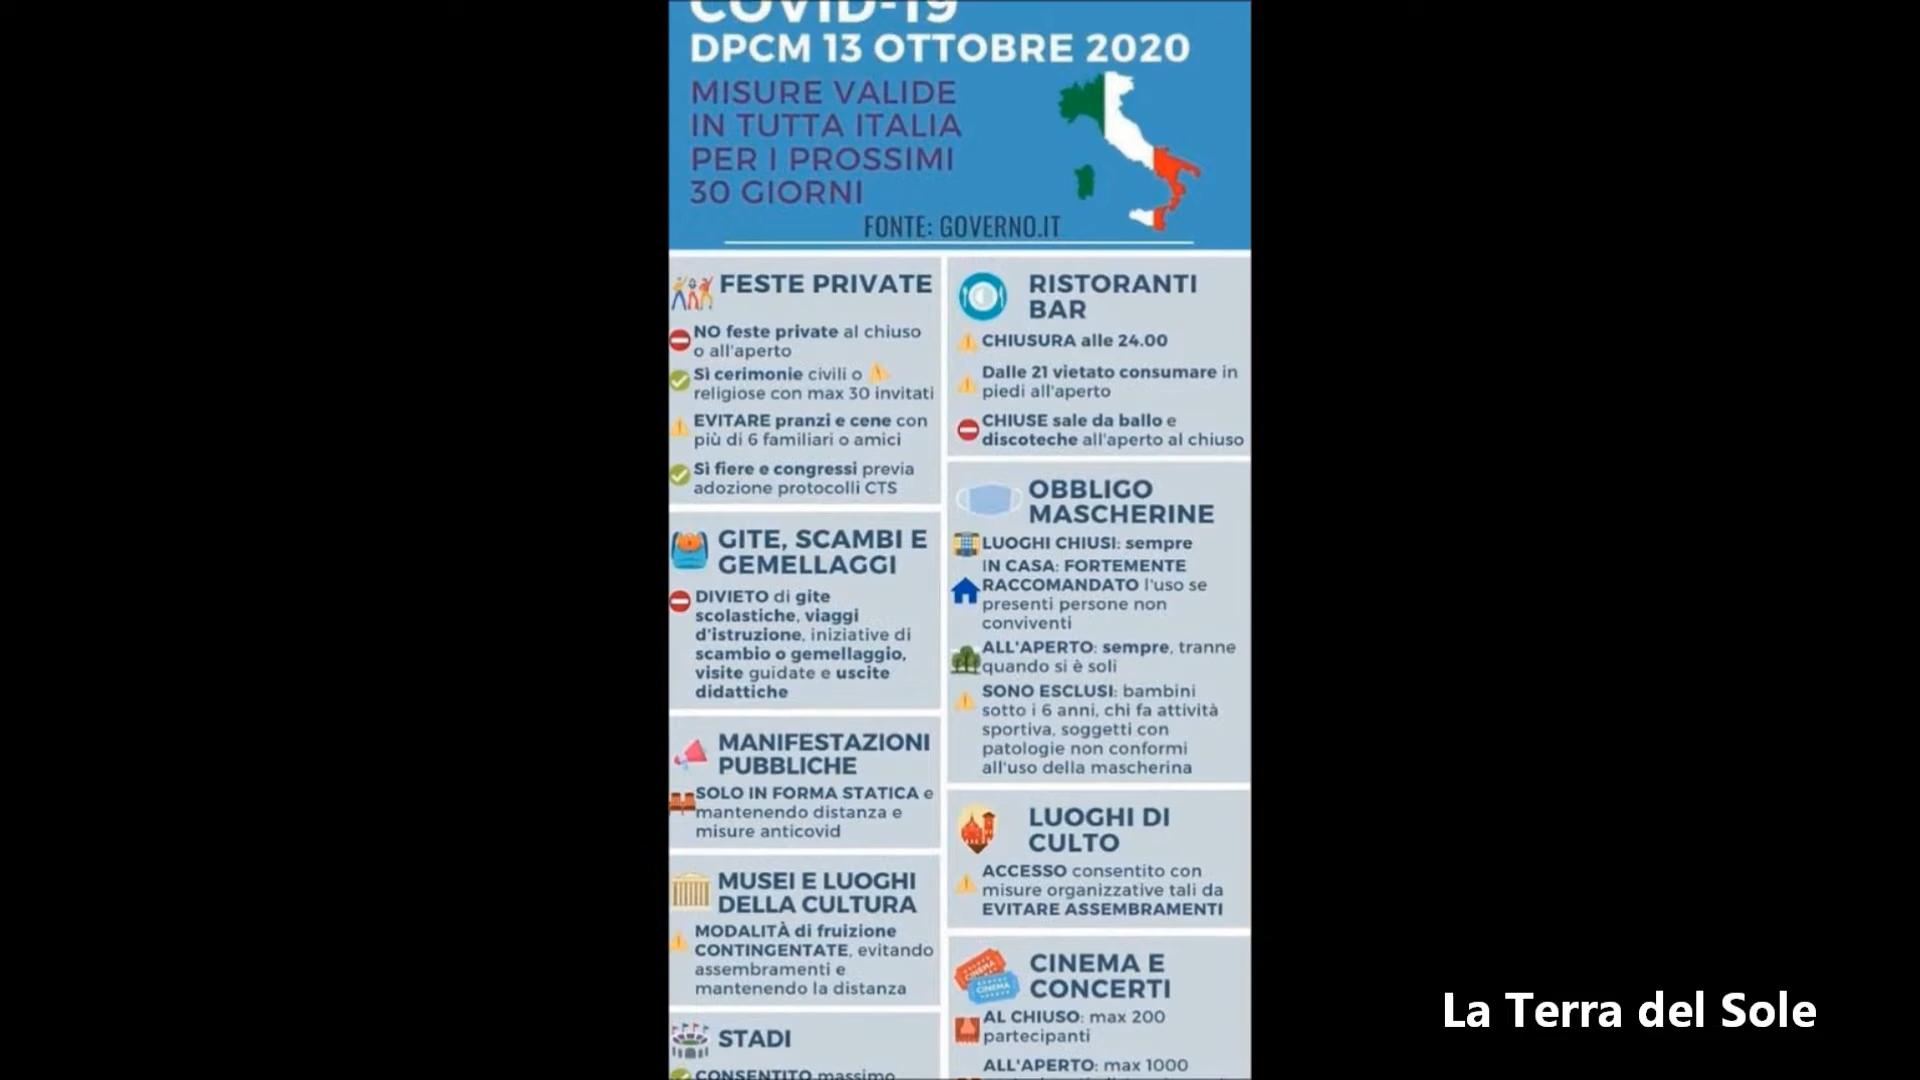 COVID-19
DPCM 13 OTTOBRE 2020
MISURE VALIDE
IN TUTTA ITALIA
PER I PROSSIMI
30 GIORNI
FONTE: GOVERNO.IT
FESTE PRIVATE
NO feste private al chiuso
o all'aperto
Sì cerimonie civili o
religiose con max 30 invitati
EVITARE pranzi e cene con
più di 6 familiari o amici
Sì fiere e congressi previa
adozione protocolli CTS
GITE, SCAMBI E
GEMELLAGGI
DIVIETO di gite
scolastiche, viaggi
d'istruzione, iniziative di
scambio o gemellaggio,
visite guidate e uscite
didattiche
MANIFESTAZIONI
PUBBLICHE
SOLO IN FORMA STATICA e
mantenendo distanza e
misure anticovid
MUSEI E LUOGHI
DELLA CULTURA
MODALITÀ di fruizione
CONTINGENTATE, evitando
assembramenti e
mantenendo la distanza
STADI
CONSENTITO massimo
RISTORANTI
BAR
CHIUSURA alle 24.00
Dalle 21 vietato consumare in
piedi all'aperto
CHIUSE sale da ballo e
discoteche all'aperto al chiuso
OBBLIGO
MASCHERINE
LUOGHI CHIUSI: sempre
IN CASA: FORTEMENTE
RACCOMANDATO l'uso se
presenti persone non
conviventi
ALL'APERTO: sempre, tranne
quando si è soli
SONO ESCLUSI: bambini
sotto i 6 anni, chi fa attività
sportiva, soggetti con
patologie non conformi
all'uso della mascherina
LUOGHI DI
CULTO
ACCESSO consentito con
misure organizzative tali da
EVITARE ASSEMBRAMENTI
CINEMA E
CONCERTI
CINEMA
CINEMA
AL CHIUSO: max 200
partecipanti
ALL'APERTO: max 1000
La Terra del Sole